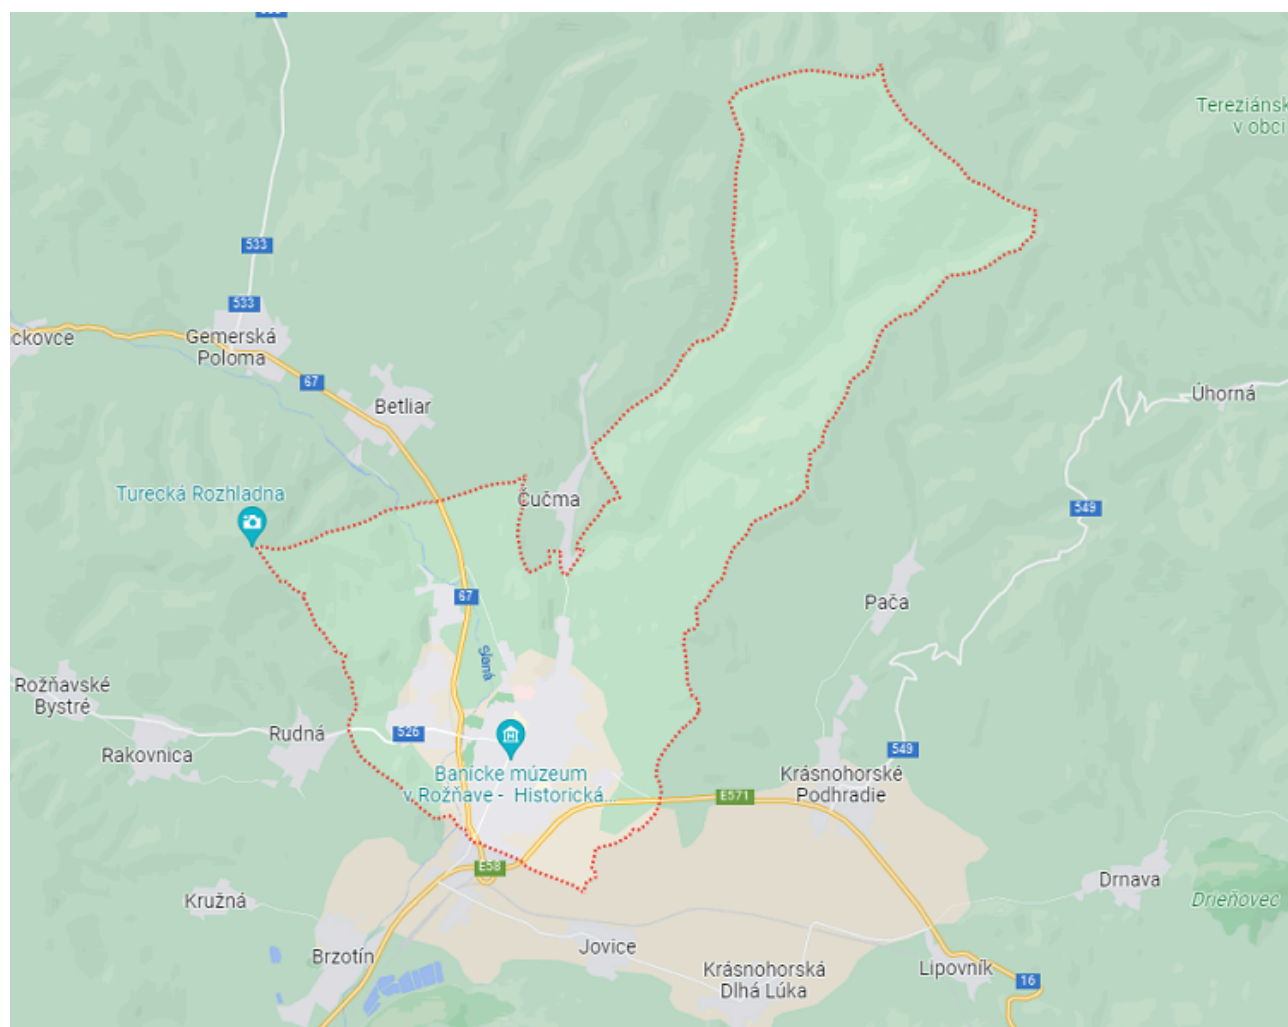 Tereziánsk
v obci
533
533
Gemerská
Poloma
ckovce
67
Betliar
Úhorná
Turecká Rozhladna
Čučma
549
67
Pača
Slaná
Rožňavské
Bystré
Rudná
526
Rakovnica
549
Banícke múzeum
v Rožňave - Historická...
Krásnohorské
Podhradie
E571
E58
Kružná
Drnava
Drieňovec
Brzotín
Jovice
Krásnohorská
Dlhá Lúka
Lipovník
16